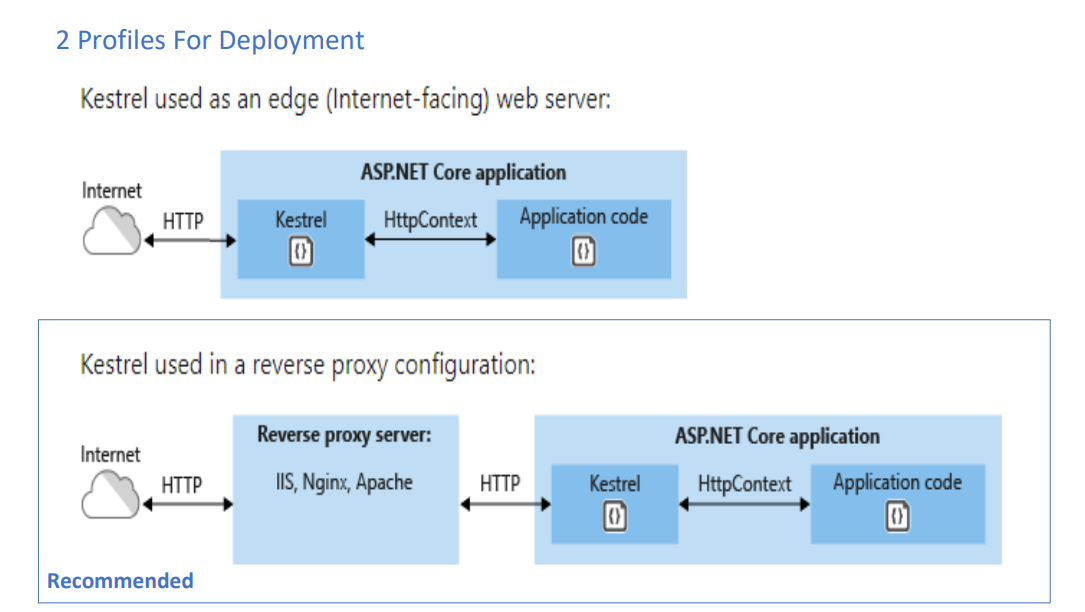 2 Profiles For Deployment
Kestrel used as an edge (Internet-facing) web server:
ASP.NET Core application
Internet
HTTP
Kestrel
HttpContext
Application code
{}
{}
Kestrel used in a reverse proxy configuration:
Reverse proxy server:
ASP.NET Core application
Internet
HTTP
IIS, Nginx, Apache
HTTP
Kestrel
HttpContext
Application code
{}
{}
Recommended